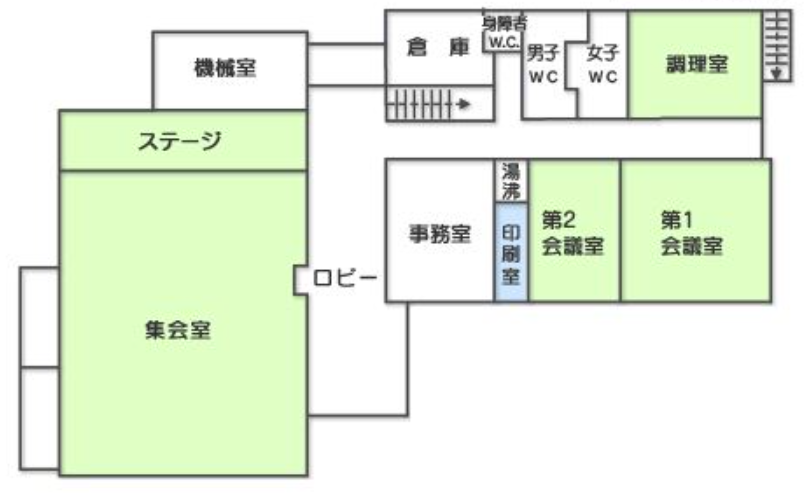 身障者
W.C.
倉 庫
男子
WC
女子
WC
調理室
機械室
ステージ
湯沸
事務室
印刷室
第2
会議室
第1
会議室
ロビー
集会室